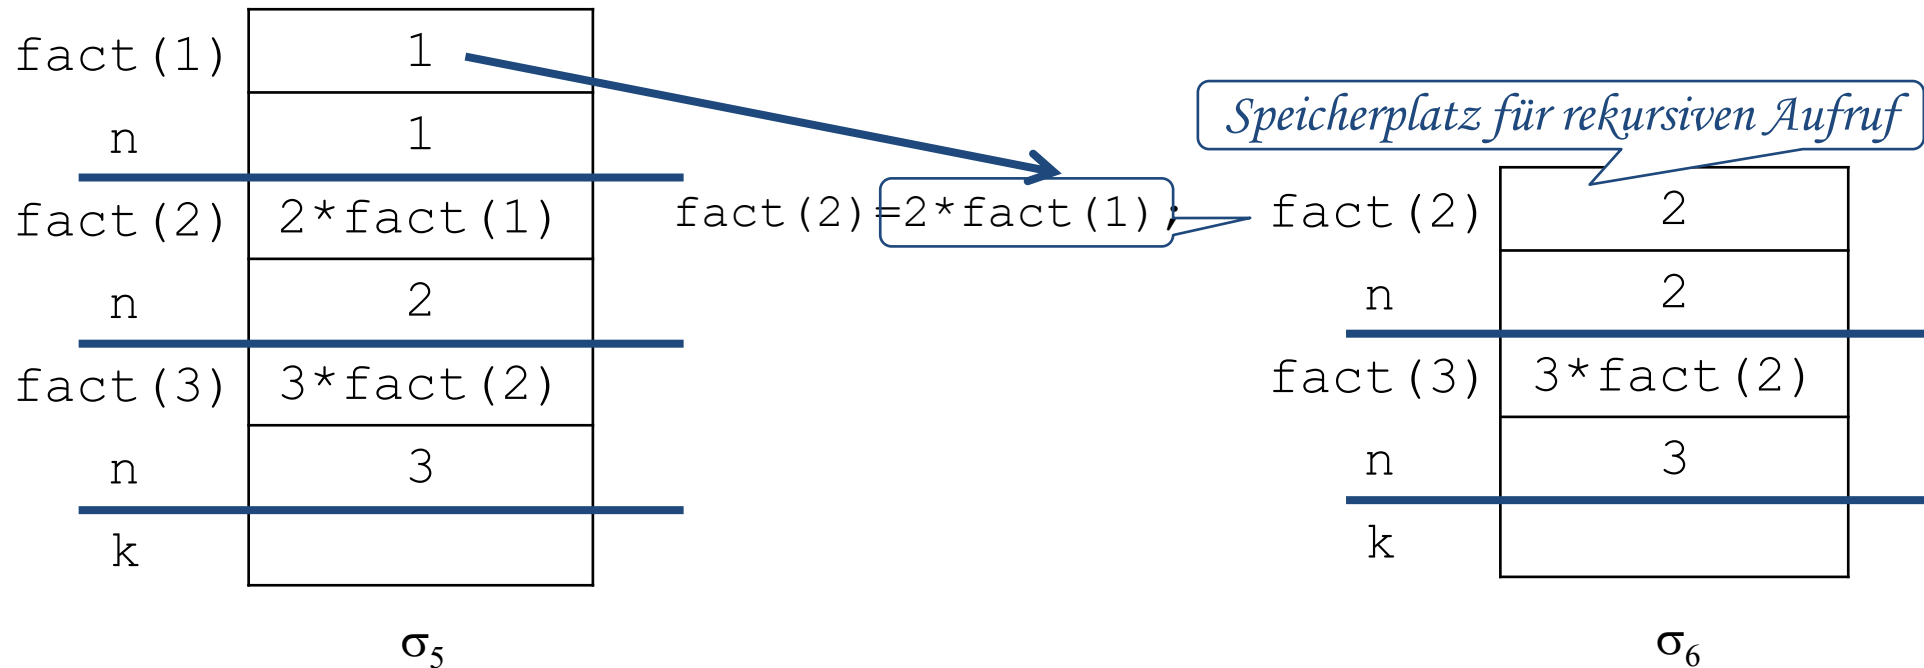 fact(1) 1
n 1
fact(2) 2*fact(1)
n 2
fact(3) 3*fact(2)
n 3
k
σ5
fact(2)=2*fact(1);
Speicherplatz für rekursiven Aufruf
fact(2) 2
n 2
fact(3) 3*fact(2)
n 3
k
σ6